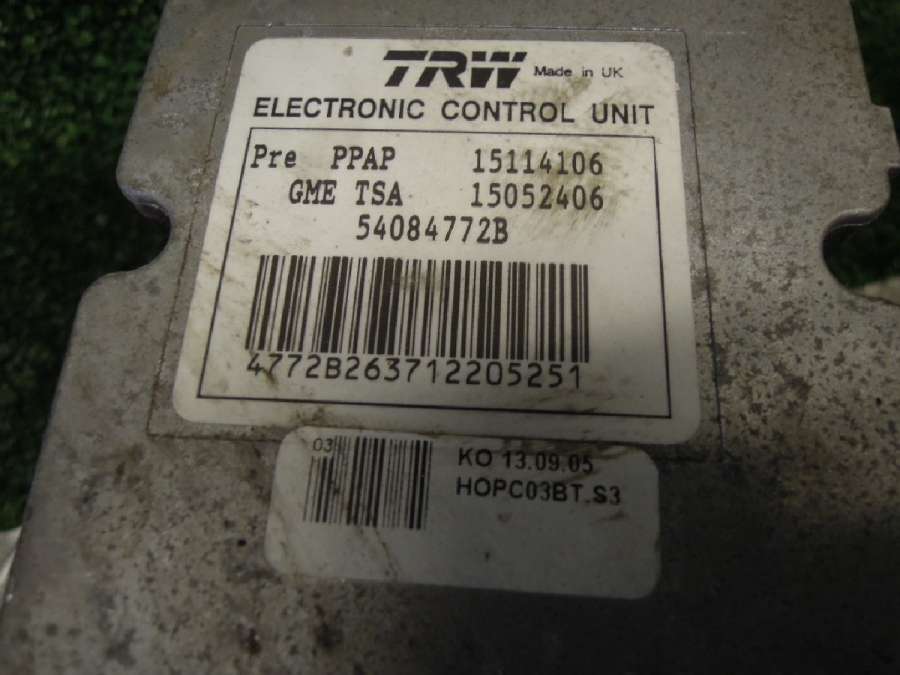 TRW Made in UK
ELECTRONIC CONTROL UNIT
Pre PPAP 15114106
GME TSA 15052406
54084772B
4772B263712205251
03 KO 13.09.05
HOPC03BT.S3